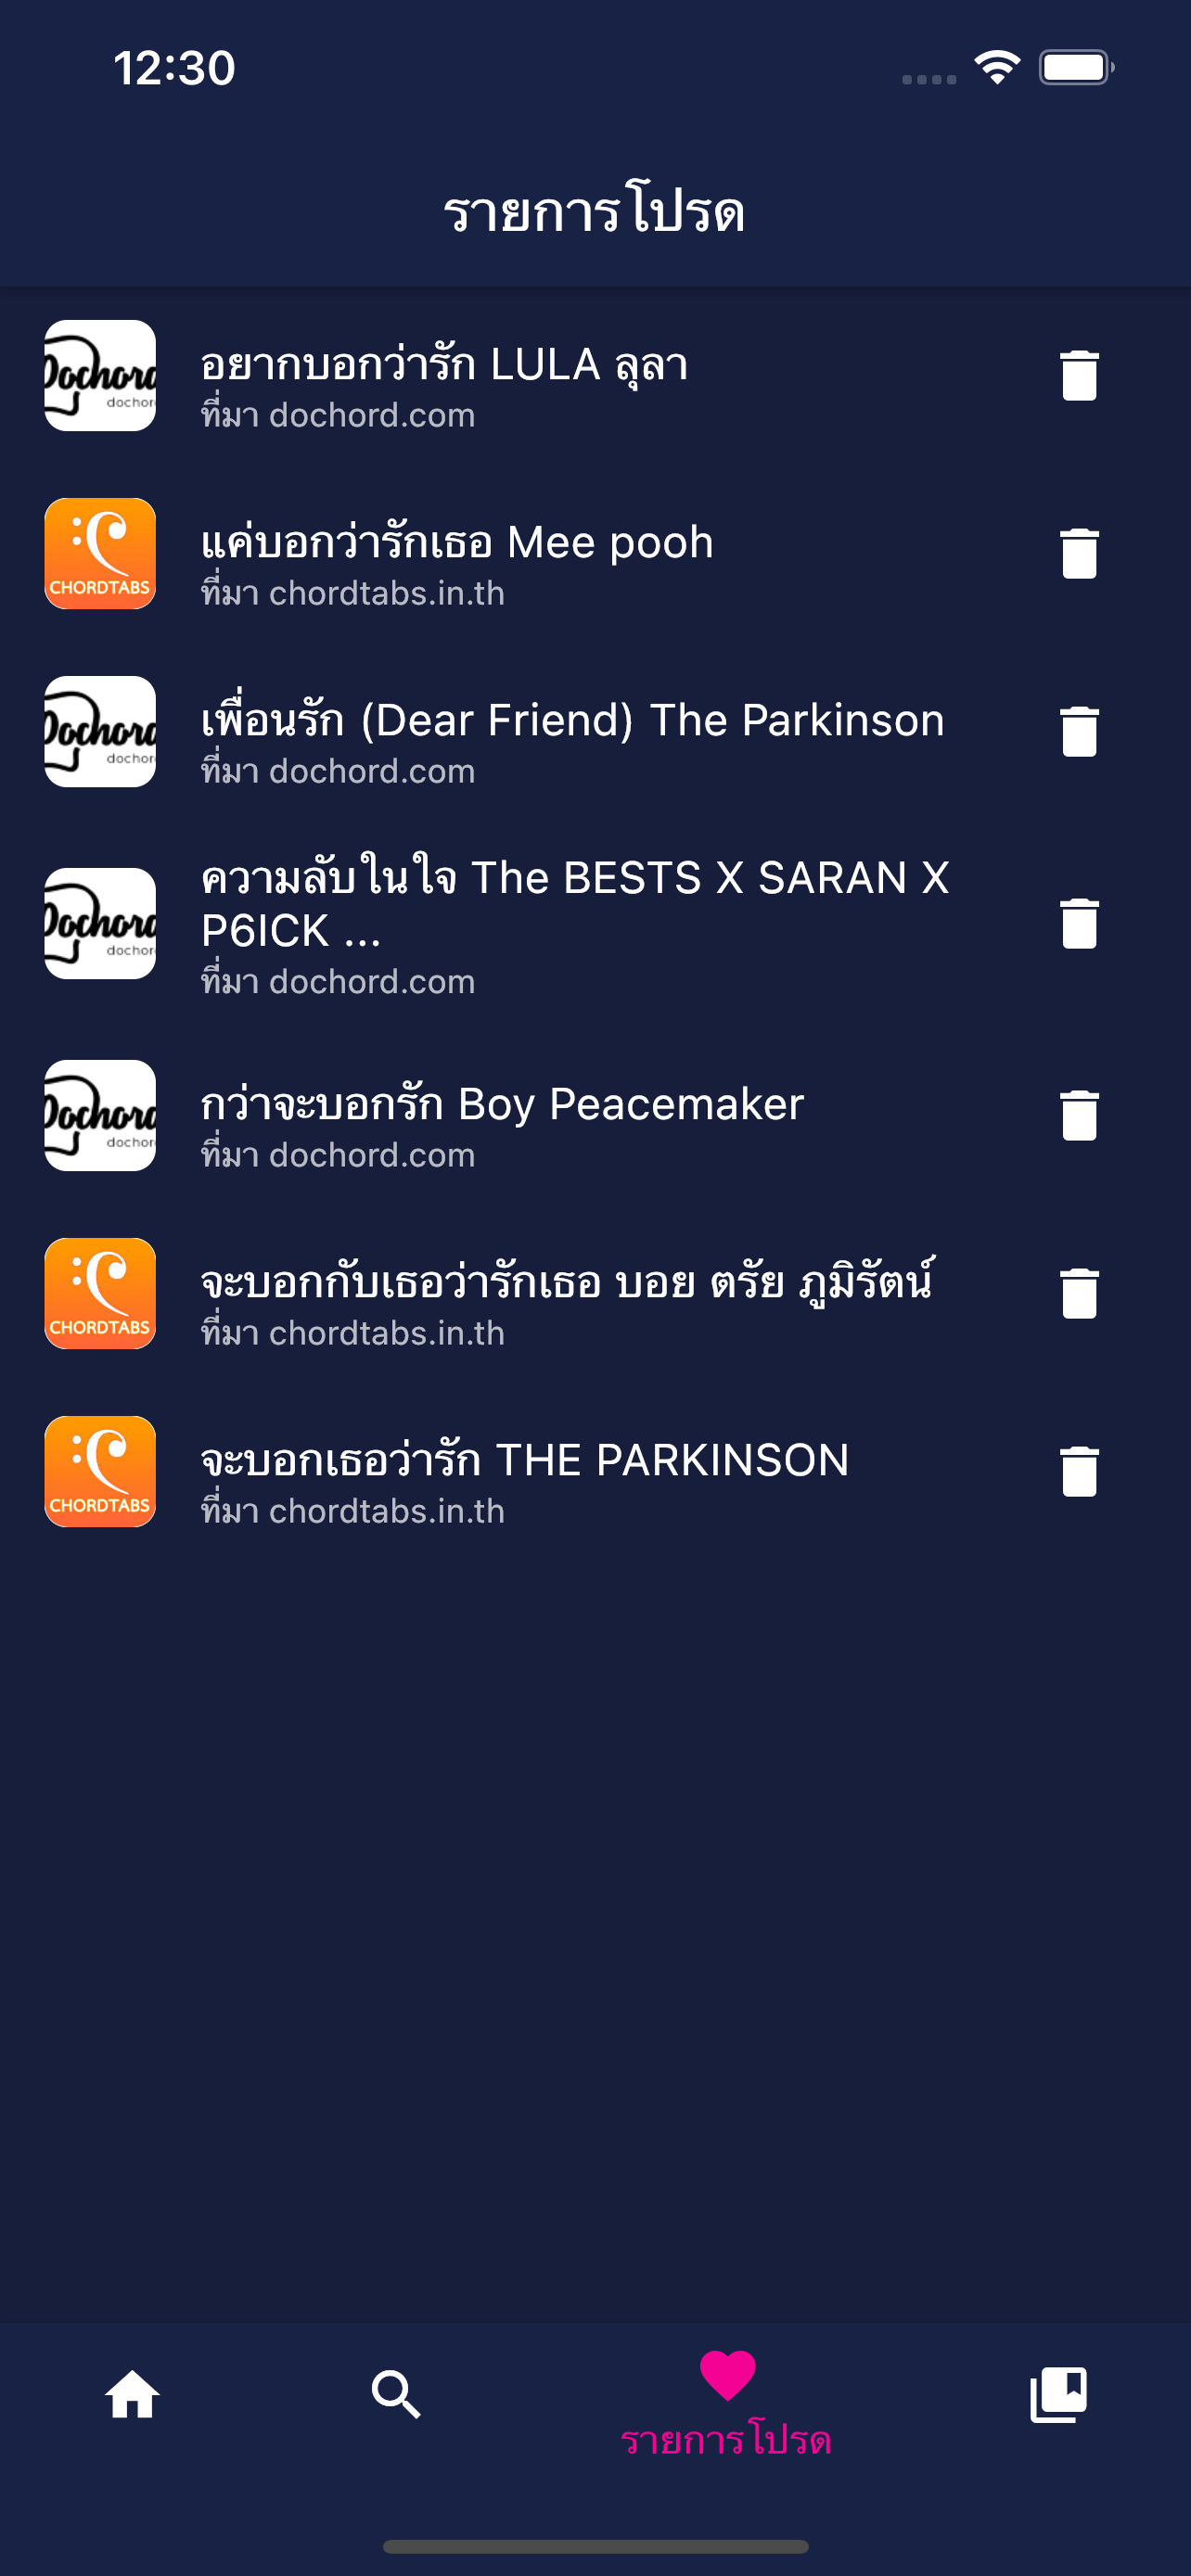 12:30
รายการโปรด
Dochord
dochor
อยากบอกว่ารัก LULA ลุลา
ที่มา dochord.com
CHORDTABS
แค่บอกว่ารักเธอ Mee pooh
ที่มา chordtabs.in.th
Dochord
dochor
เพื่อนรัก (Dear Friend) The Parkinson
ที่มา dochord.com
Dochord
dochor
ความลับในใจ The BESTS X SARAN X
P6ICK ...
ที่มา dochord.com
Dochord
dochor
กว่าจะบอกรัก Boy Peacemaker
ที่มา dochord.com
CHORDTABS
จะบอกกับเธอว่ารักเธอ บอย ตรัย ภูมิรัตน์
ที่มา chordtabs.in.th
CHORDTABS
จะบอกเธอว่ารัก THE PARKINSON
ที่มา chordtabs.in.th
รายการโปรด